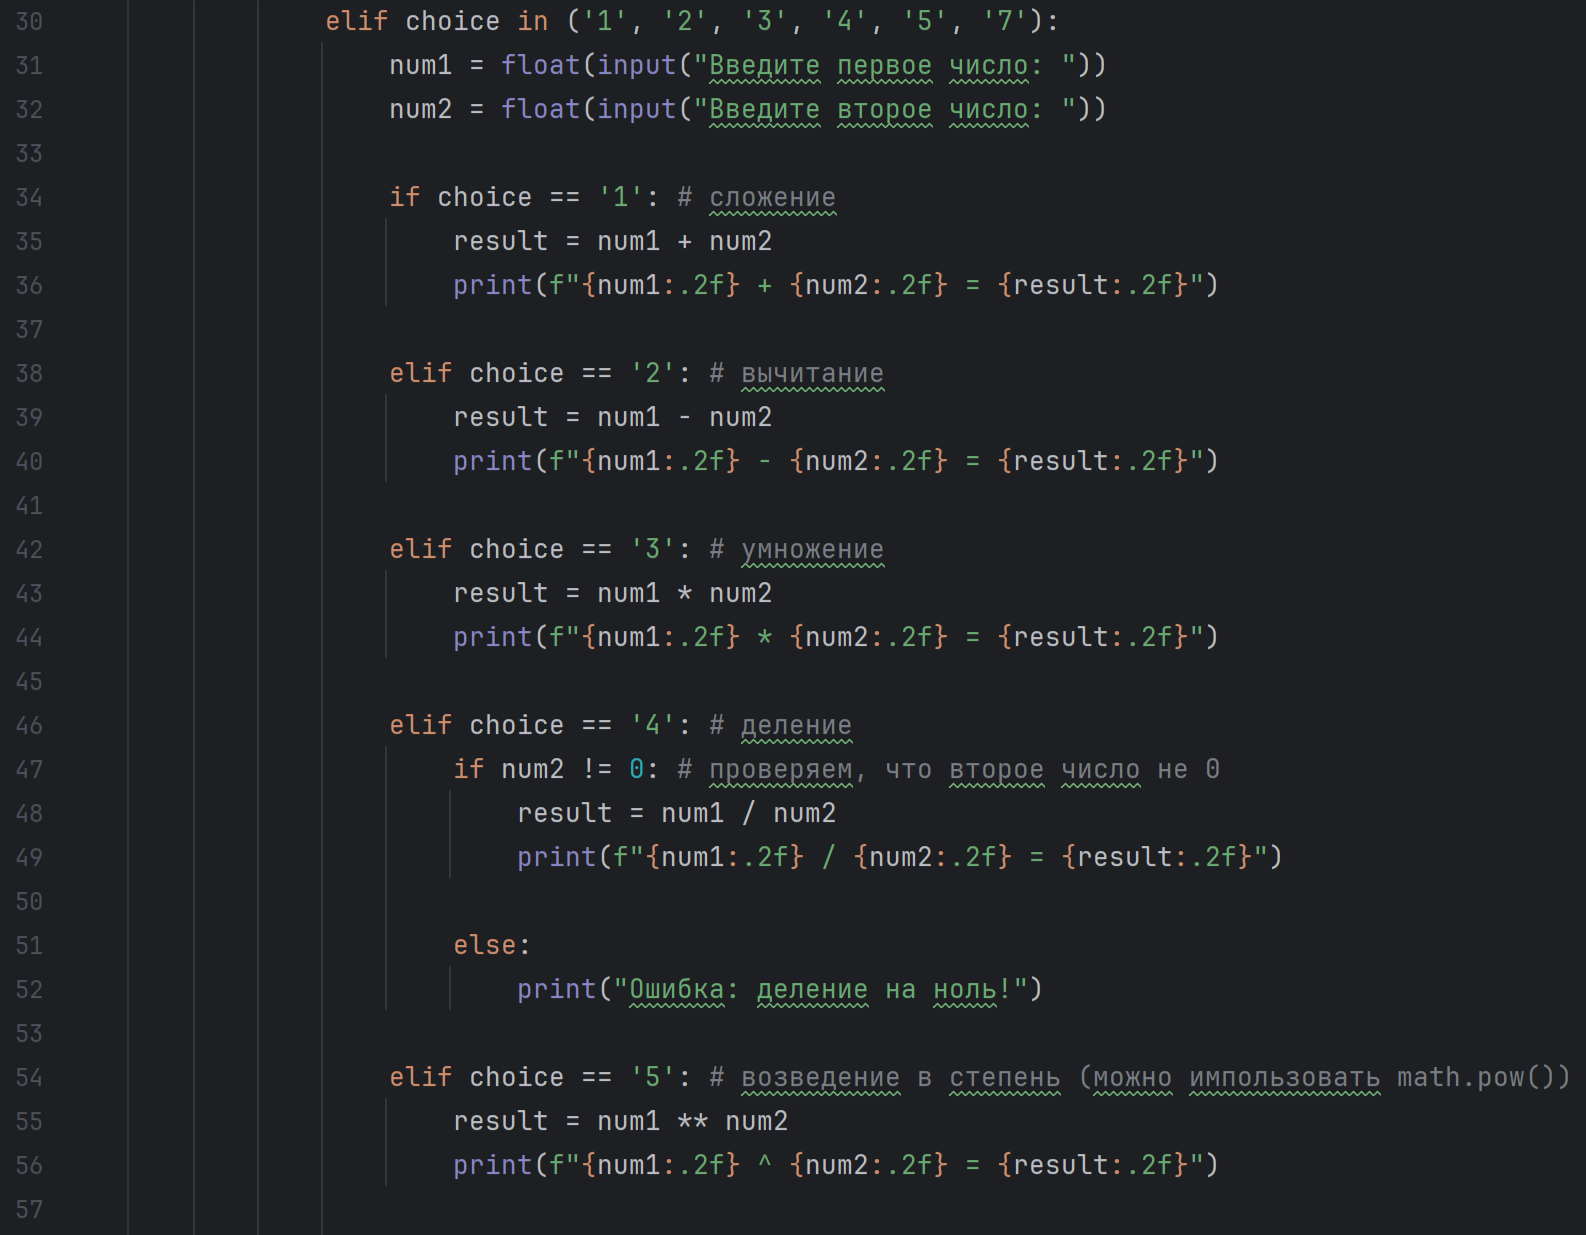 30 elif choice in ('1', '2', '3', '4', '5', '7'):
31 num1 = float(input("Введите первое число: "))
32 num2 = float(input("Введите второе число: "))
33
34 if choice == '1': # сложение
35 result = num1 + num2
36 print(f"{num1:.2f} + {num2:.2f} = {result:.2f}")
37
38 elif choice == '2': # вычитание
39 result = num1 - num2
40 print(f"{num1:.2f} - {num2:.2f} = {result:.2f}")
41
42 elif choice == '3': # умножение
43 result = num1 * num2
44 print(f"{num1:.2f} * {num2:.2f} = {result:.2f}")
45
46 elif choice == '4': # деление
47 if num2 != 0: # проверяем, что второе число не 0
48 result = num1 / num2
49 print(f"{num1:.2f} / {num2:.2f} = {result:.2f}")
50
51 else:
52 print("Ошибка: деление на ноль!")
53
54 elif choice == '5': # возведение в степень (можно импользовать math.pow())
55 result = num1 ** num2
56 print(f"{num1:.2f} ^ {num2:.2f} = {result:.2f}")
57